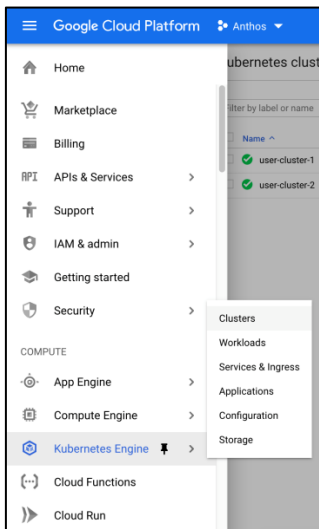 Google Cloud Platform
Anthos
Home
ubernetes clust
Marketplace
Filter by label or name
Billing
Name
API
APIs & Services
user-cluster-1
Support
user-cluster-2
IAM & admin
Getting started
Security
Clusters
Workloads
COMPUTE
Services & Ingress
App Engine
Applications
Compute Engine
Configuration
Kubernetes Engine
Storage
Cloud Functions
Cloud Run